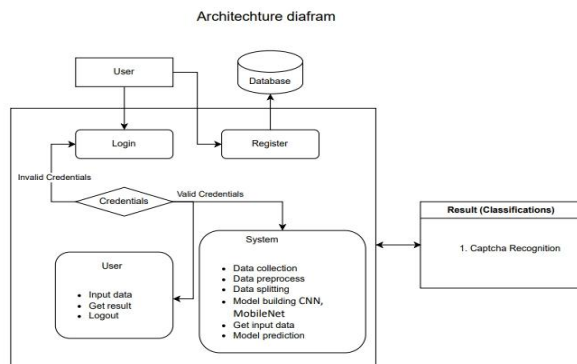 Architechture diafram
User
Database
Login
Register
Invalid Credentials
Credentials
Valid Credentials
Result (Classifications)
1. Captcha Recognition
System
• Data collection
• Data preprocess
• Data splitting
• Model building CNN,
MobileNet
• Get input data
• Model prediction
User
• Input data
• Get result
• Logout